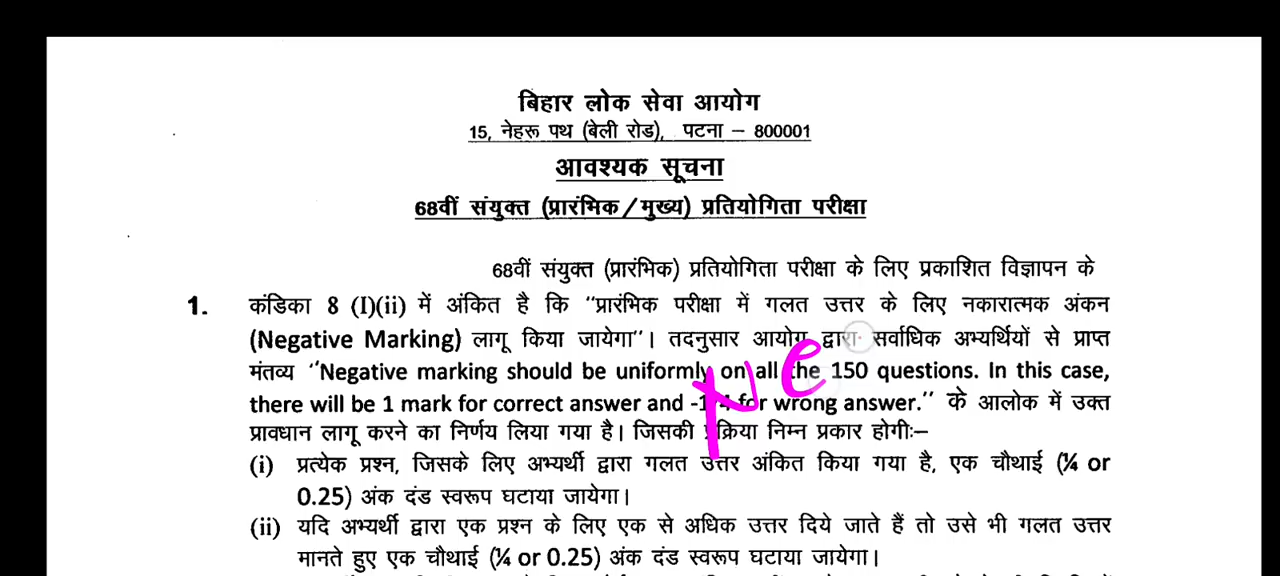 बिहार लोक सेवा आयोग
15, नेहरू पथ (बेली रोड), पटना – 800001
आवश्यक सूचना
68वीं संयुक्त (प्रारंभिक/मुख्य) प्रतियोगिता परीक्षा
68वीं संयुक्त (प्रारंभिक) प्रतियोगिता परीक्षा के लिए प्रकाशित विज्ञापन के
1. कंडिका 8 (I)(ii) में अंकित है कि "प्रारंभिक परीक्षा में गलत उत्तर के लिए नकारात्मक अंकन
(Negative Marking) लागू किया जायेगा"। तदनुसार आयोग द्वारा सर्वाधिक अभ्यर्थियों से प्राप्त
मंतव्य "Negative marking should be uniformly on all the 150 questions. In this case,
there will be 1 mark for correct answer and -1/4 for wrong answer." के आलोक में उक्त
प्रावधान लागू करने का निर्णय लिया गया है। जिसकी प्रक्रिया निम्न प्रकार होगीः–
(i) प्रत्येक प्रश्न, जिसके लिए अभ्यर्थी द्वारा गलत उत्तर अंकित किया गया है, एक चौथाई (¼ or
0.25) अंक दंड स्वरूप घटाया जायेगा।
(ii) यदि अभ्यर्थी द्वारा एक प्रश्न के लिए एक से अधिक उत्तर दिये जाते हैं तो उसे भी गलत उत्तर
मानते हुए एक चौथाई (¼ or 0.25) अंक दंड स्वरूप घटाया जायेगा।
Ne